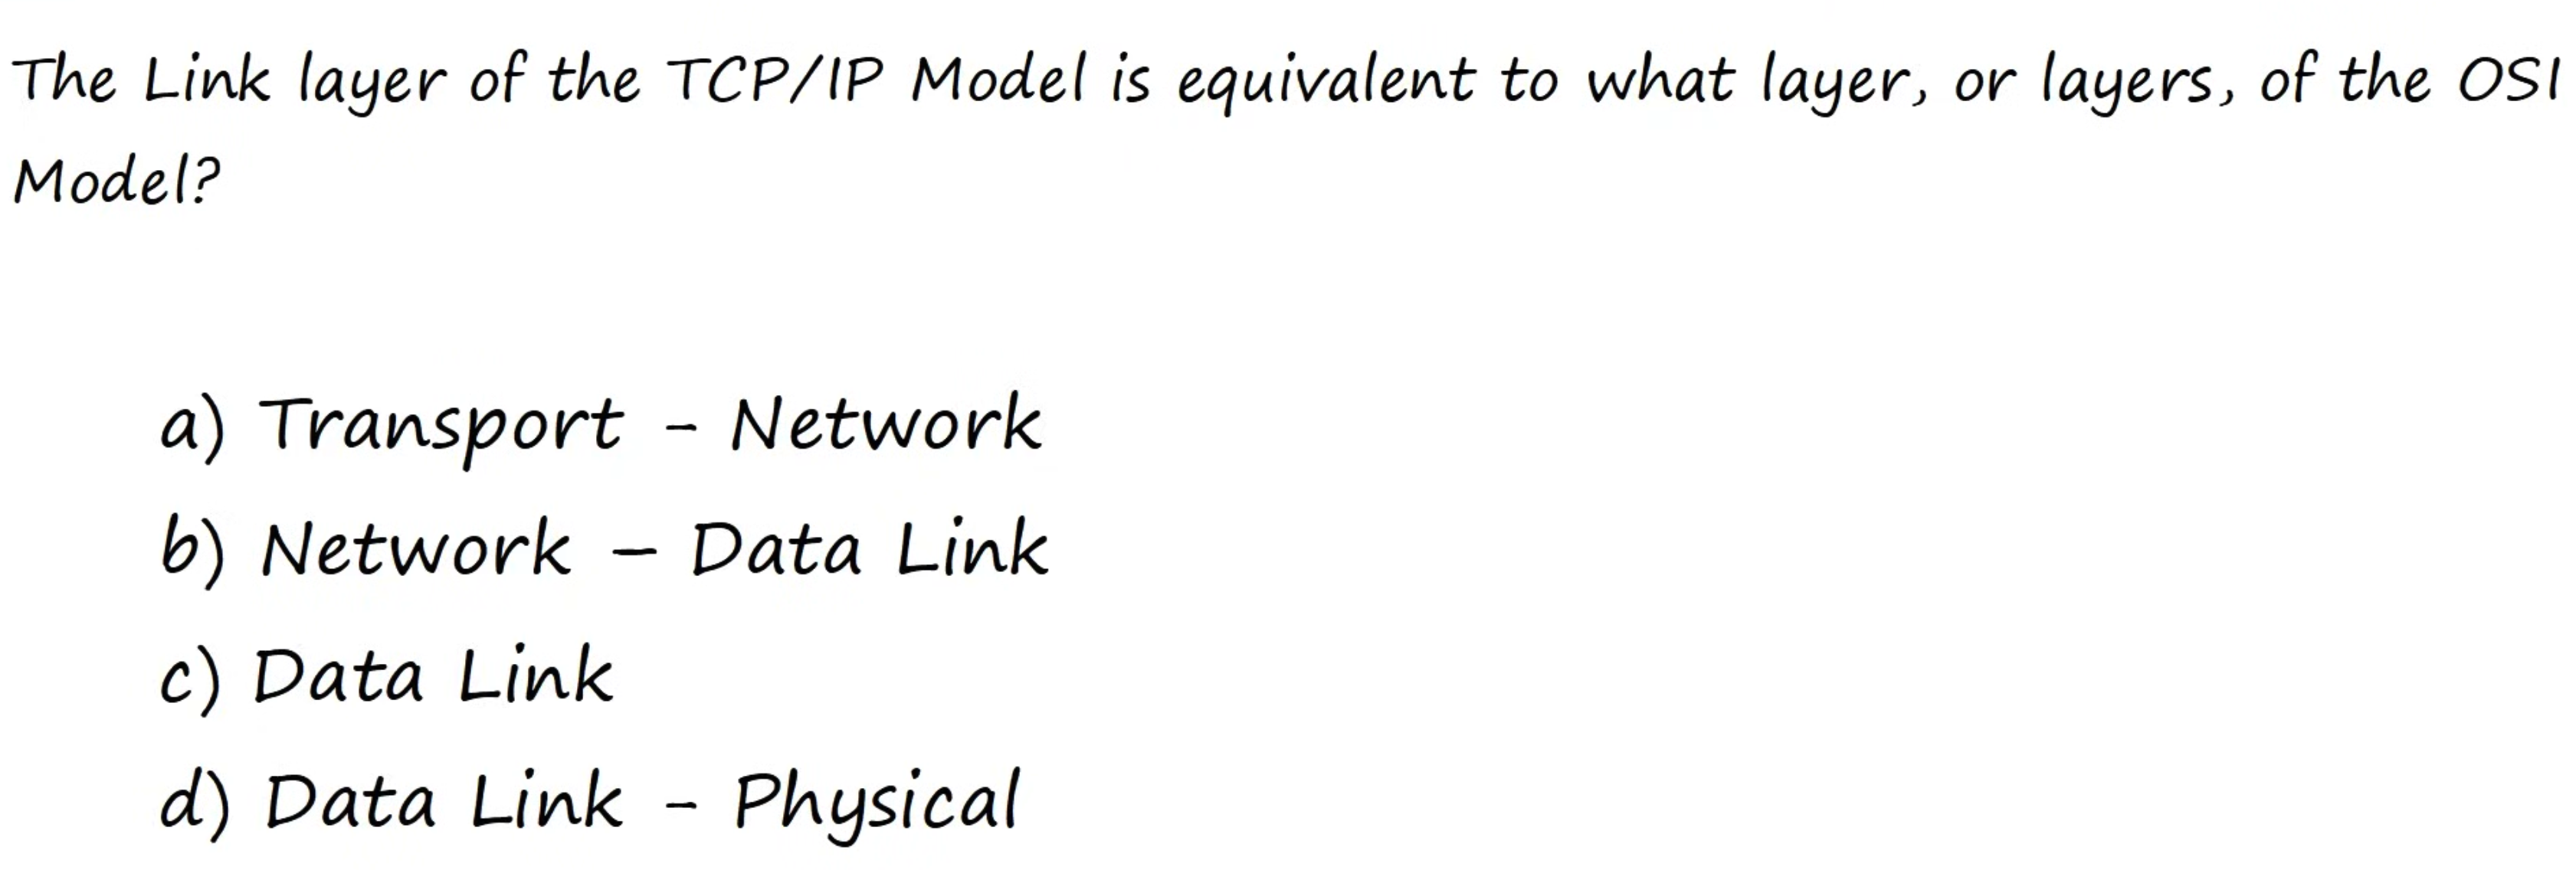 The Link layer of the TCP/IP Model is equivalent to what layer, or layers, of the OSI
Model?
a) Transport - Network
b) Network – Data Link
c) Data Link
d) Data Link - Physical